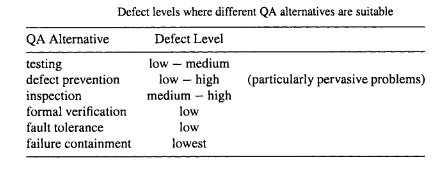 Defect levels where different QA alternatives are suitable
QA Alternative Defect Level
testing low – medium
defect prevention low – high (particularly pervasive problems)
inspection medium – high
formal verification low
fault tolerance low
failure containment lowest